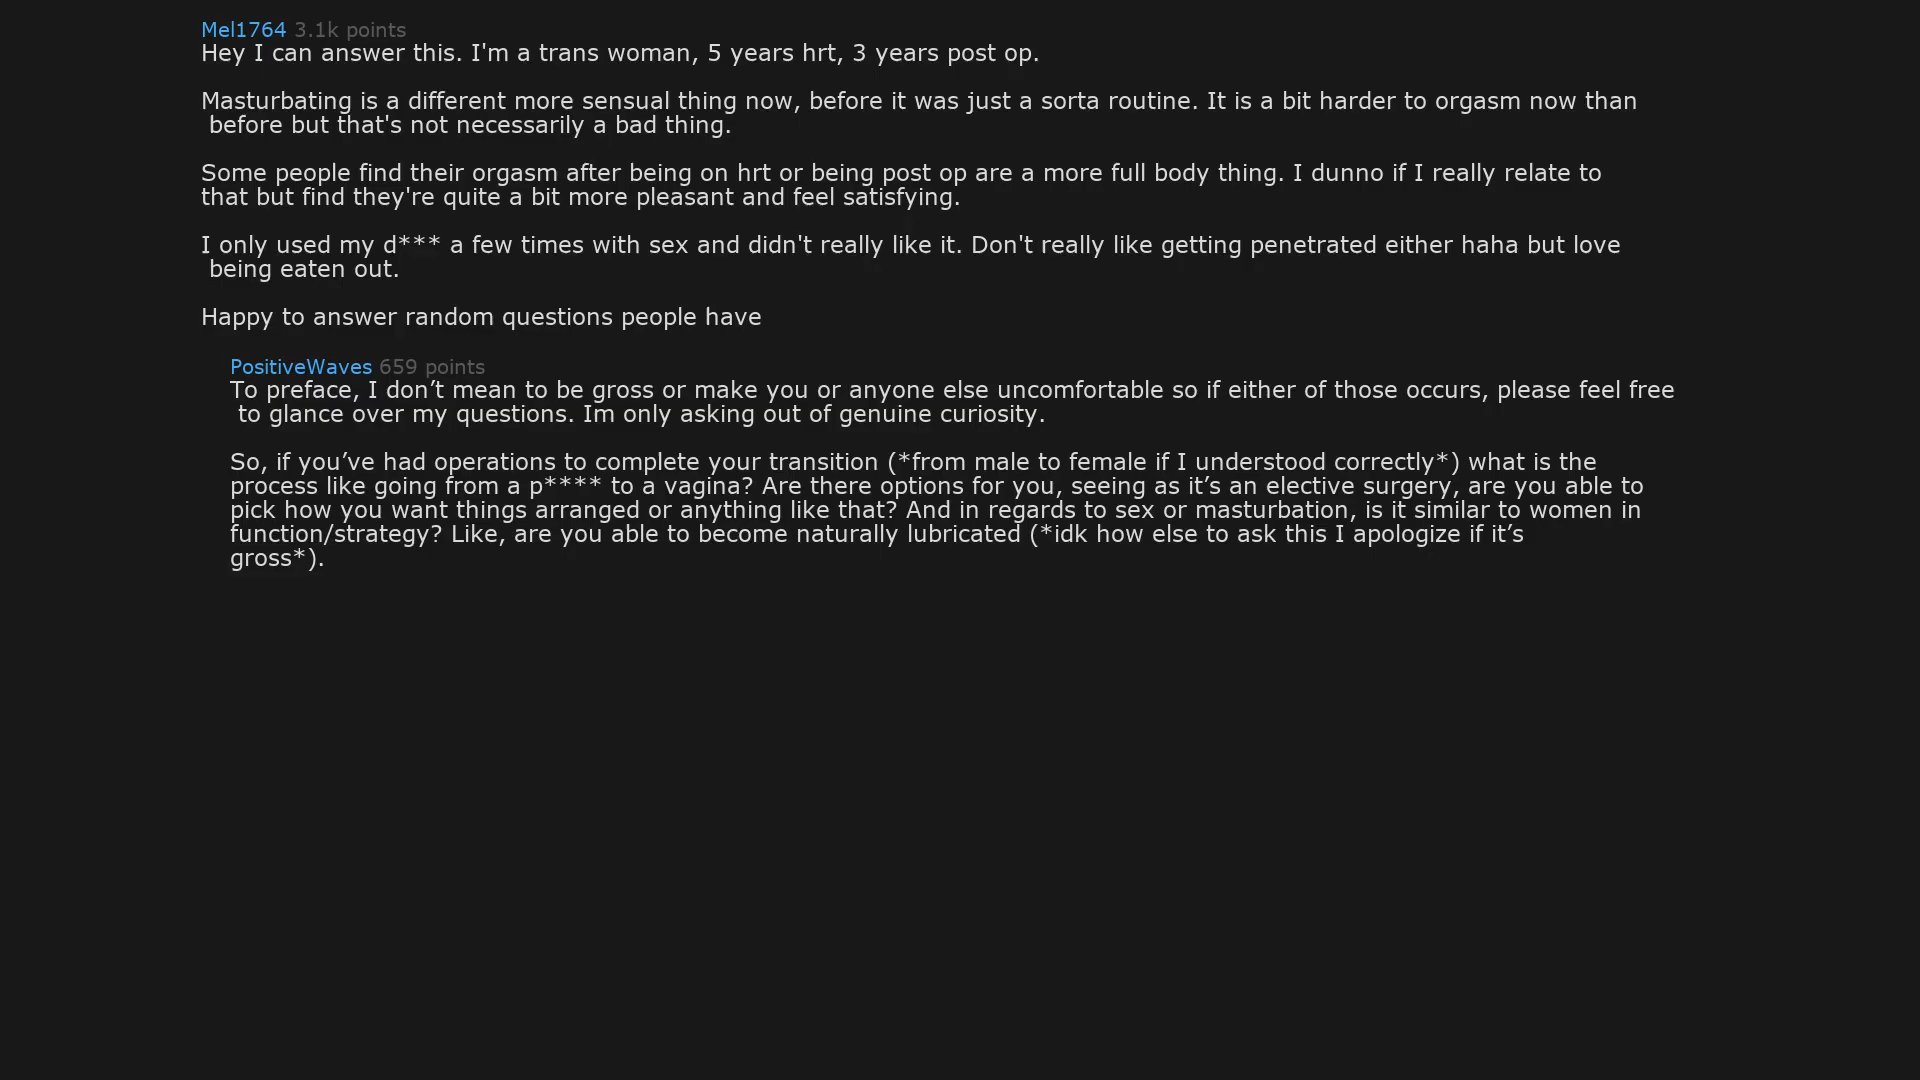 Mel1764 3.1k points
Hey I can answer this. I'm a trans woman, 5 years hrt, 3 years post op.
Masturbating is a different more sensual thing now, before it was just a sorta routine. It is a bit harder to orgasm now than
before but that's not necessarily a bad thing.
Some people find their orgasm after being on hrt or being post op are a more full body thing. I dunno if I really relate to
that but find they're quite a bit more pleasant and feel satisfying.
I only used my d*** a few times with sex and didn't really like it. Don't really like getting penetrated either haha but love
being eaten out.
Happy to answer random questions people have
PositiveWaves 659 points
To preface, I don’t mean to be gross or make you or anyone else uncomfortable so if either of those occurs, please feel free
to glance over my questions. Im only asking out of genuine curiosity.
So, if you’ve had operations to complete your transition (*from male to female if I understood correctly*) what is the
process like going from a p**** to a vagina? Are there options for you, seeing as it’s an elective surgery, are you able to
pick how you want things arranged or anything like that? And in regards to sex or masturbation, is it similar to women in
function/strategy? Like, are you able to become naturally lubricated (*idk how else to ask this I apologize if it’s
gross*).